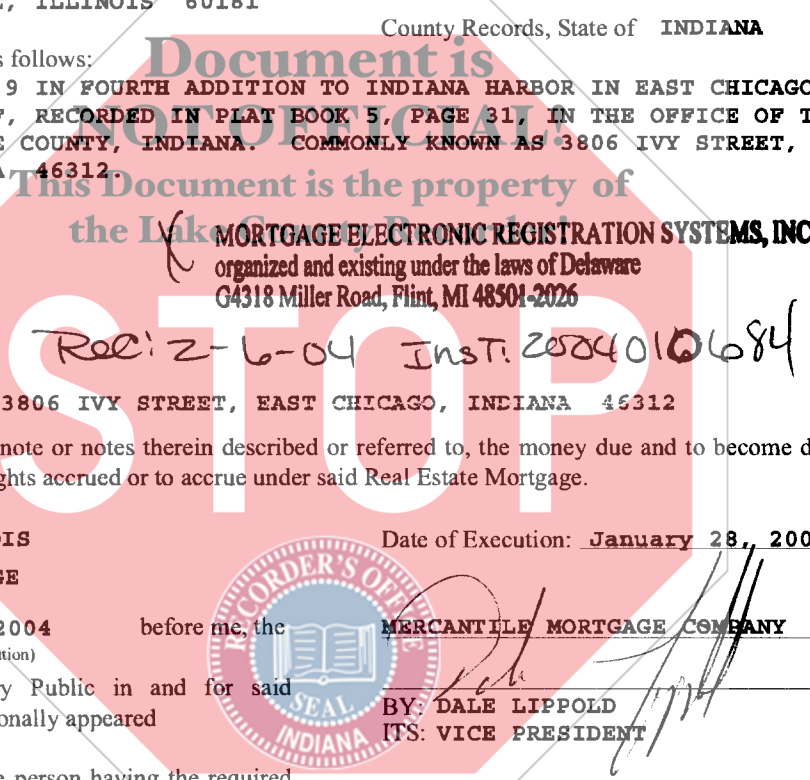 , ILLINOIS 60181
County Records, State of INDIANA
s follows:
Document is
9 IN FOURTH ADDITION TO INDIANA HARBOR IN EAST CHICAGO
, RECORDED IN PLAT BOOK 5, PAGE 31, IN THE OFFICE OF T
NOT OFFICIAL!
COUNTY, INDIANA. COMMONLY KNOWN AS 3806 IVY STREET,
46312.
This Document is the property of
the Lake County
MORTGAGE ELECTRONIC REGISTRATION SYSTEMS, INC
organized and existing under the laws of Delaware
G4318 Miller Road, Flint, MI 48501-2026
STOP
Rec: 2-6-04 Inst. 2004010684
3806 IVY STREET, EAST CHICAGO, INDIANA 46312
note or notes therein described or referred to, the money due and to become d
ghts accrued or to accrue under said Real Estate Mortgage.
OIS
Date of Execution: January 28, 200
GE
2004 before me, the
MERCANTILE MORTGAGE COMPANY
tion)
RECORDER'S OFFICE
SEAL
INDIANA
y Public in and for said
onally appeared
BY: DALE LIPPOLD
ITS: VICE PRESIDENT
e person having the required